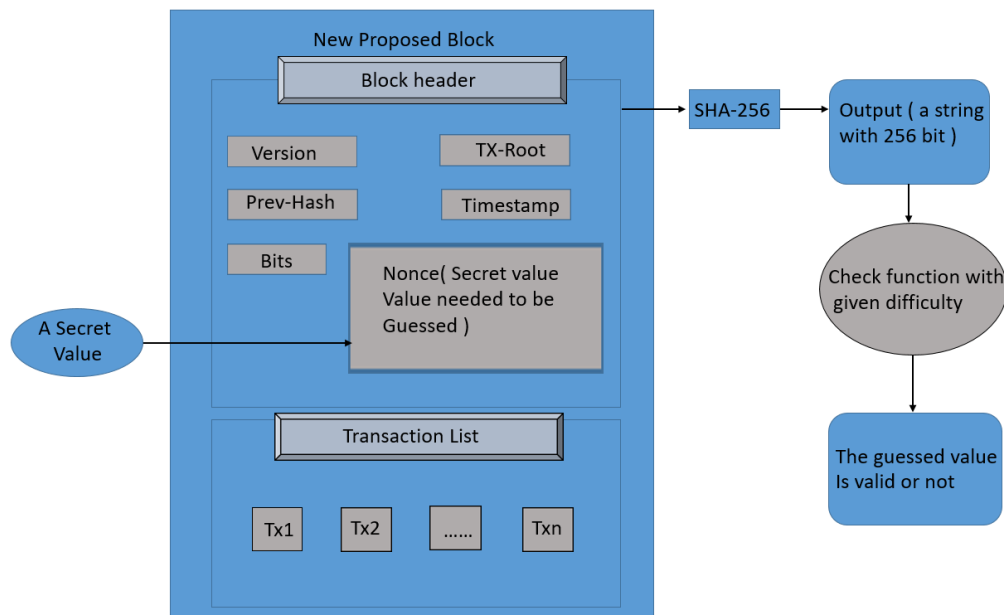 New Proposed Block
Block header
Version
TX-Root
Prev-Hash
Timestamp
Bits
Nonce( Secret value
Value needed to be
Guessed )
A Secret
Value
Transaction List
Tx1
Tx2
......
Txn
SHA-256
Output ( a string
with 256 bit )
Check function with
given difficulty
The guessed value
Is valid or not